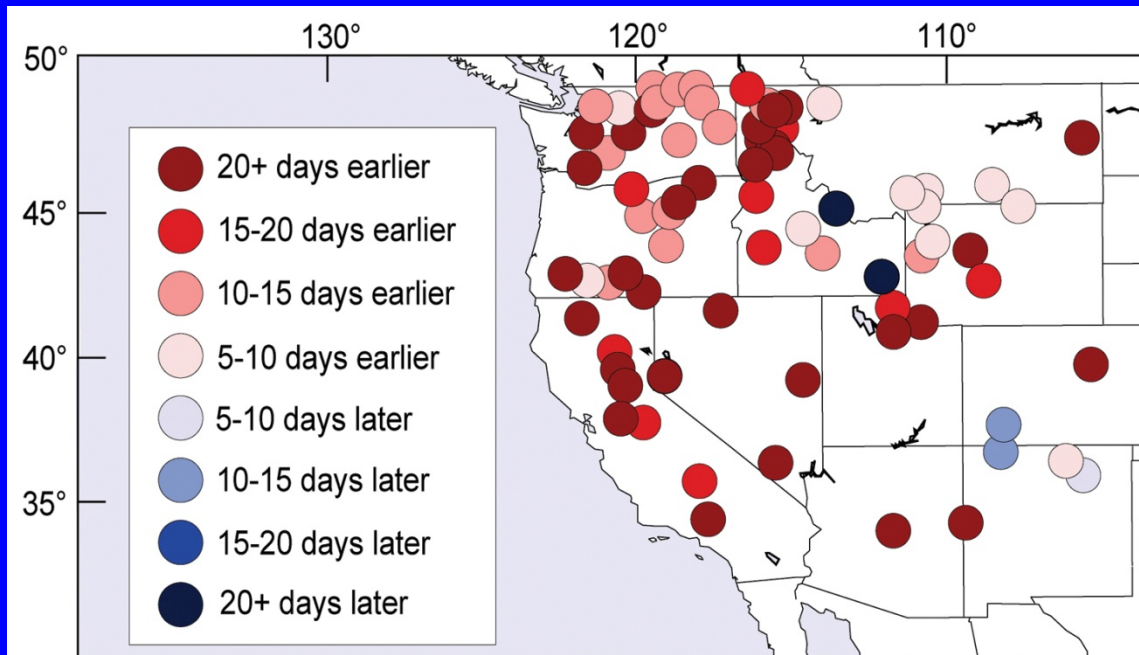 130° 120° 110°
50°
45°
40°
35°
20+ days earlier
15-20 days earlier
10-15 days earlier
5-10 days earlier
5-10 days later
10-15 days later
15-20 days later
20+ days later